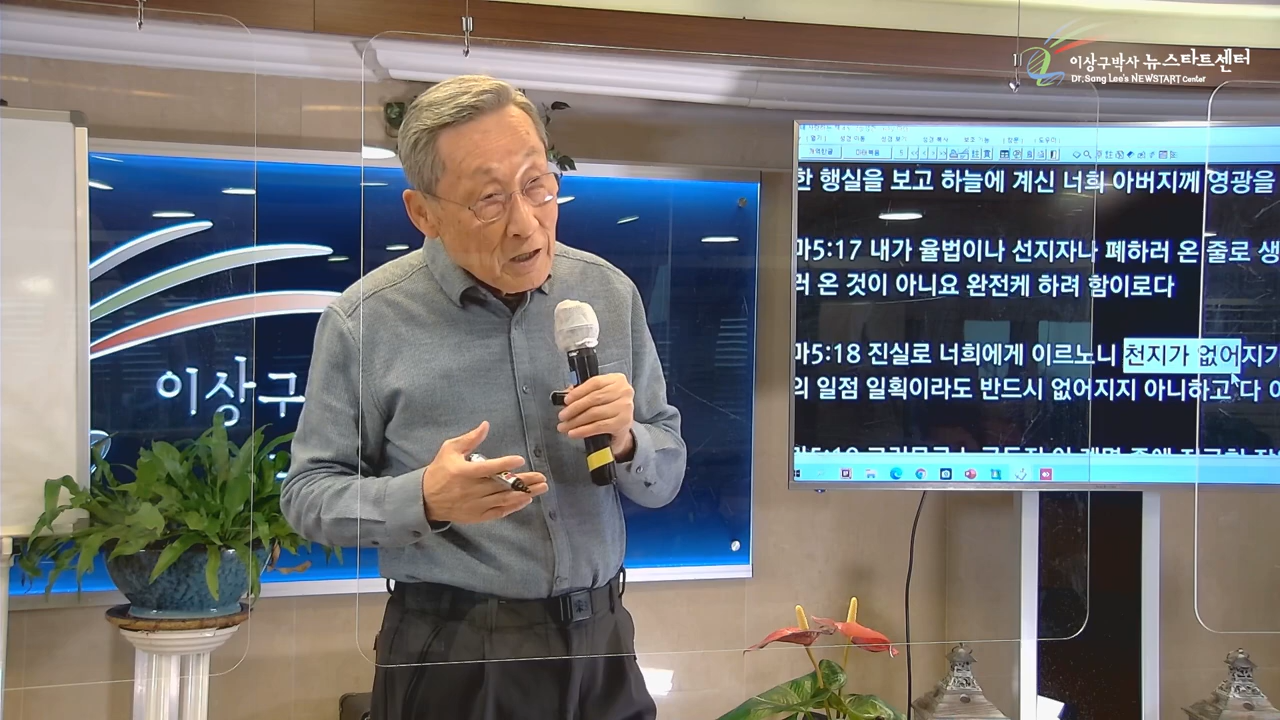 이상구박사 뉴스타트센터
Dr. Sang Lee's NEWSTART Center
이상구
한 행실을 보고 하늘에 계신 너희 아버지께 영광을
마5:17 내가 율법이나 선지자나 폐하러 온 줄로 생
러 온 것이 아니요 완전케 하려 함이로다
마5:18 진실로 너희에게 이르노니 천지가 없어지기
의 일점 일획이라도 반드시 없어지지 아니하고 다 이